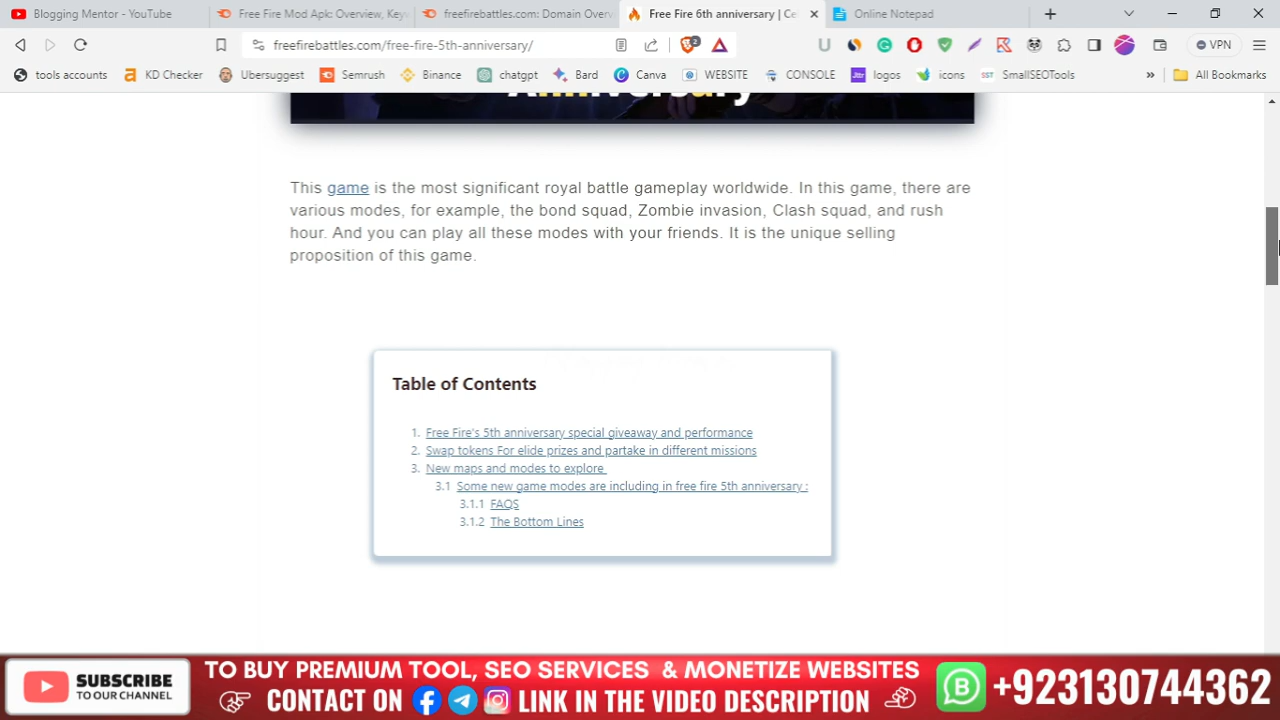 Blogging Mentor - YouTube
Free Fire Mod Apk: Overview, Keyw
freefirebattles.com: Domain Overv
Free Fire 6th anniversary | Ce
Online Notepad
freefirebattles.com/free-fire-5th-anniversary/
2
VPN
tools accounts
KD Checker
Ubersuggest
Semrush
Binance
chatgpt
Bard
Canva
WEBSITE
CONSOLE
logos
icons
SmallSEOTools
»
All Bookmarks
Anniversary
This game is the most significant royal battle gameplay worldwide. In this game, there are
various modes, for example, the bond squad, Zombie invasion, Clash squad, and rush
hour. And you can play all these modes with your friends. It is the unique selling
proposition of this game.
Table of Contents
1. Free Fire's 5th anniversary special giveaway and performance
2. Swap tokens For elide prizes and partake in different missions
3. New maps and modes to explore
3.1 Some new game modes are including in free fire 5th anniversary :
3.1.1 FAQS
3.1.2 The Bottom Lines
SUBSCRIBE
TO OUR CHANNEL
TO BUY PREMIUM TOOL, SEO SERVICES & MONETIZE WEBSITES
CONTACT ON LINK IN THE VIDEO DESCRIPTION
+923130744362